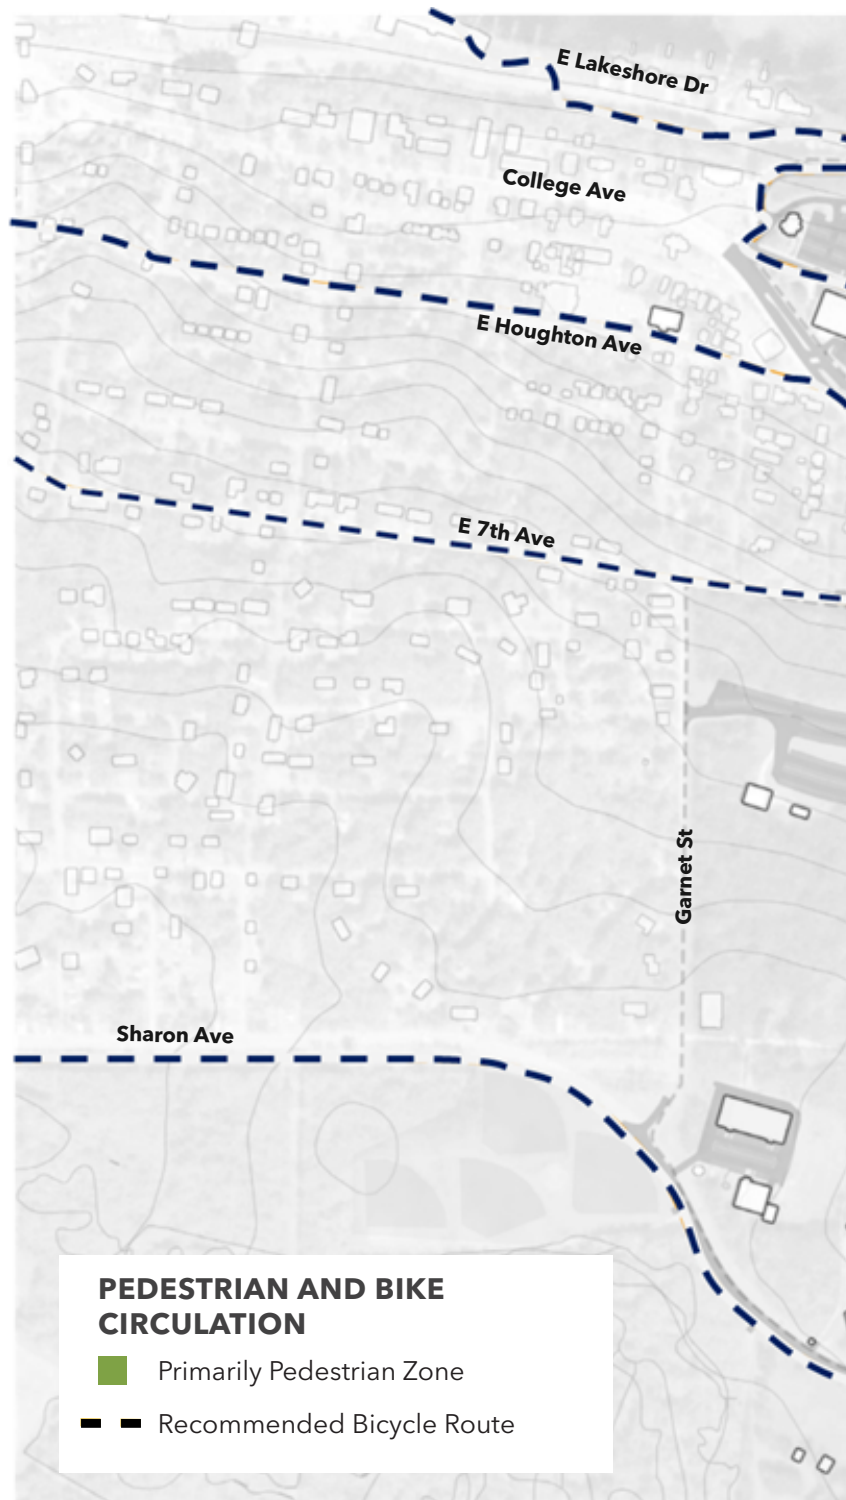 E Lakeshore Dr
College Ave
E Houghton Ave
E 7th Ave
Garnet St
Sharon Ave
PEDESTRIAN AND BIKE
CIRCULATION
Primarily Pedestrian Zone
Recommended Bicycle Route